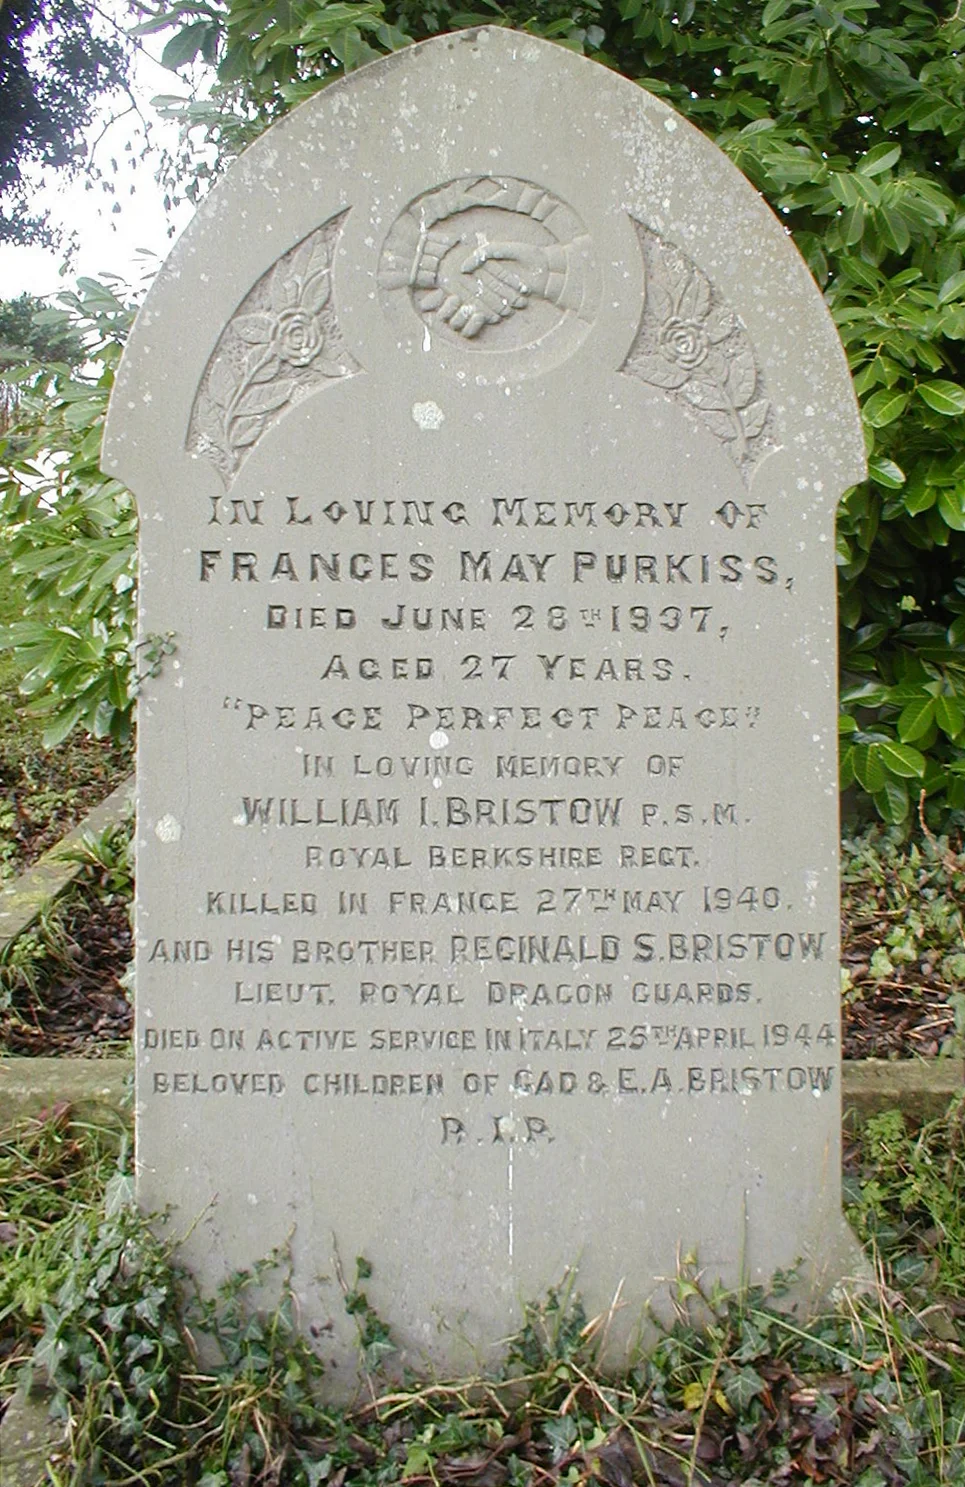 IN LOVING MEMORY OF
FRANCES MAY PURKISS,
DIED JUNE 28TH 1937,
AGED 27 YEARS.
"PEACE PERFECT PEACE"
IN LOVING MEMORY OF
WILLIAM I. BRISTOW P.S.M.
ROYAL BERKSHIRE REGT.
KILLED IN FRANCE 27TH MAY 1940.
AND HIS BROTHER REGINALD S. BRISTOW
LIEUT. ROYAL DRAGON GUARDS.
DIED ON ACTIVE SERVICE IN ITALY 25TH APRIL 1944
BELOVED CHILDREN OF GAD & E.A. BRISTOW
R.I.P.